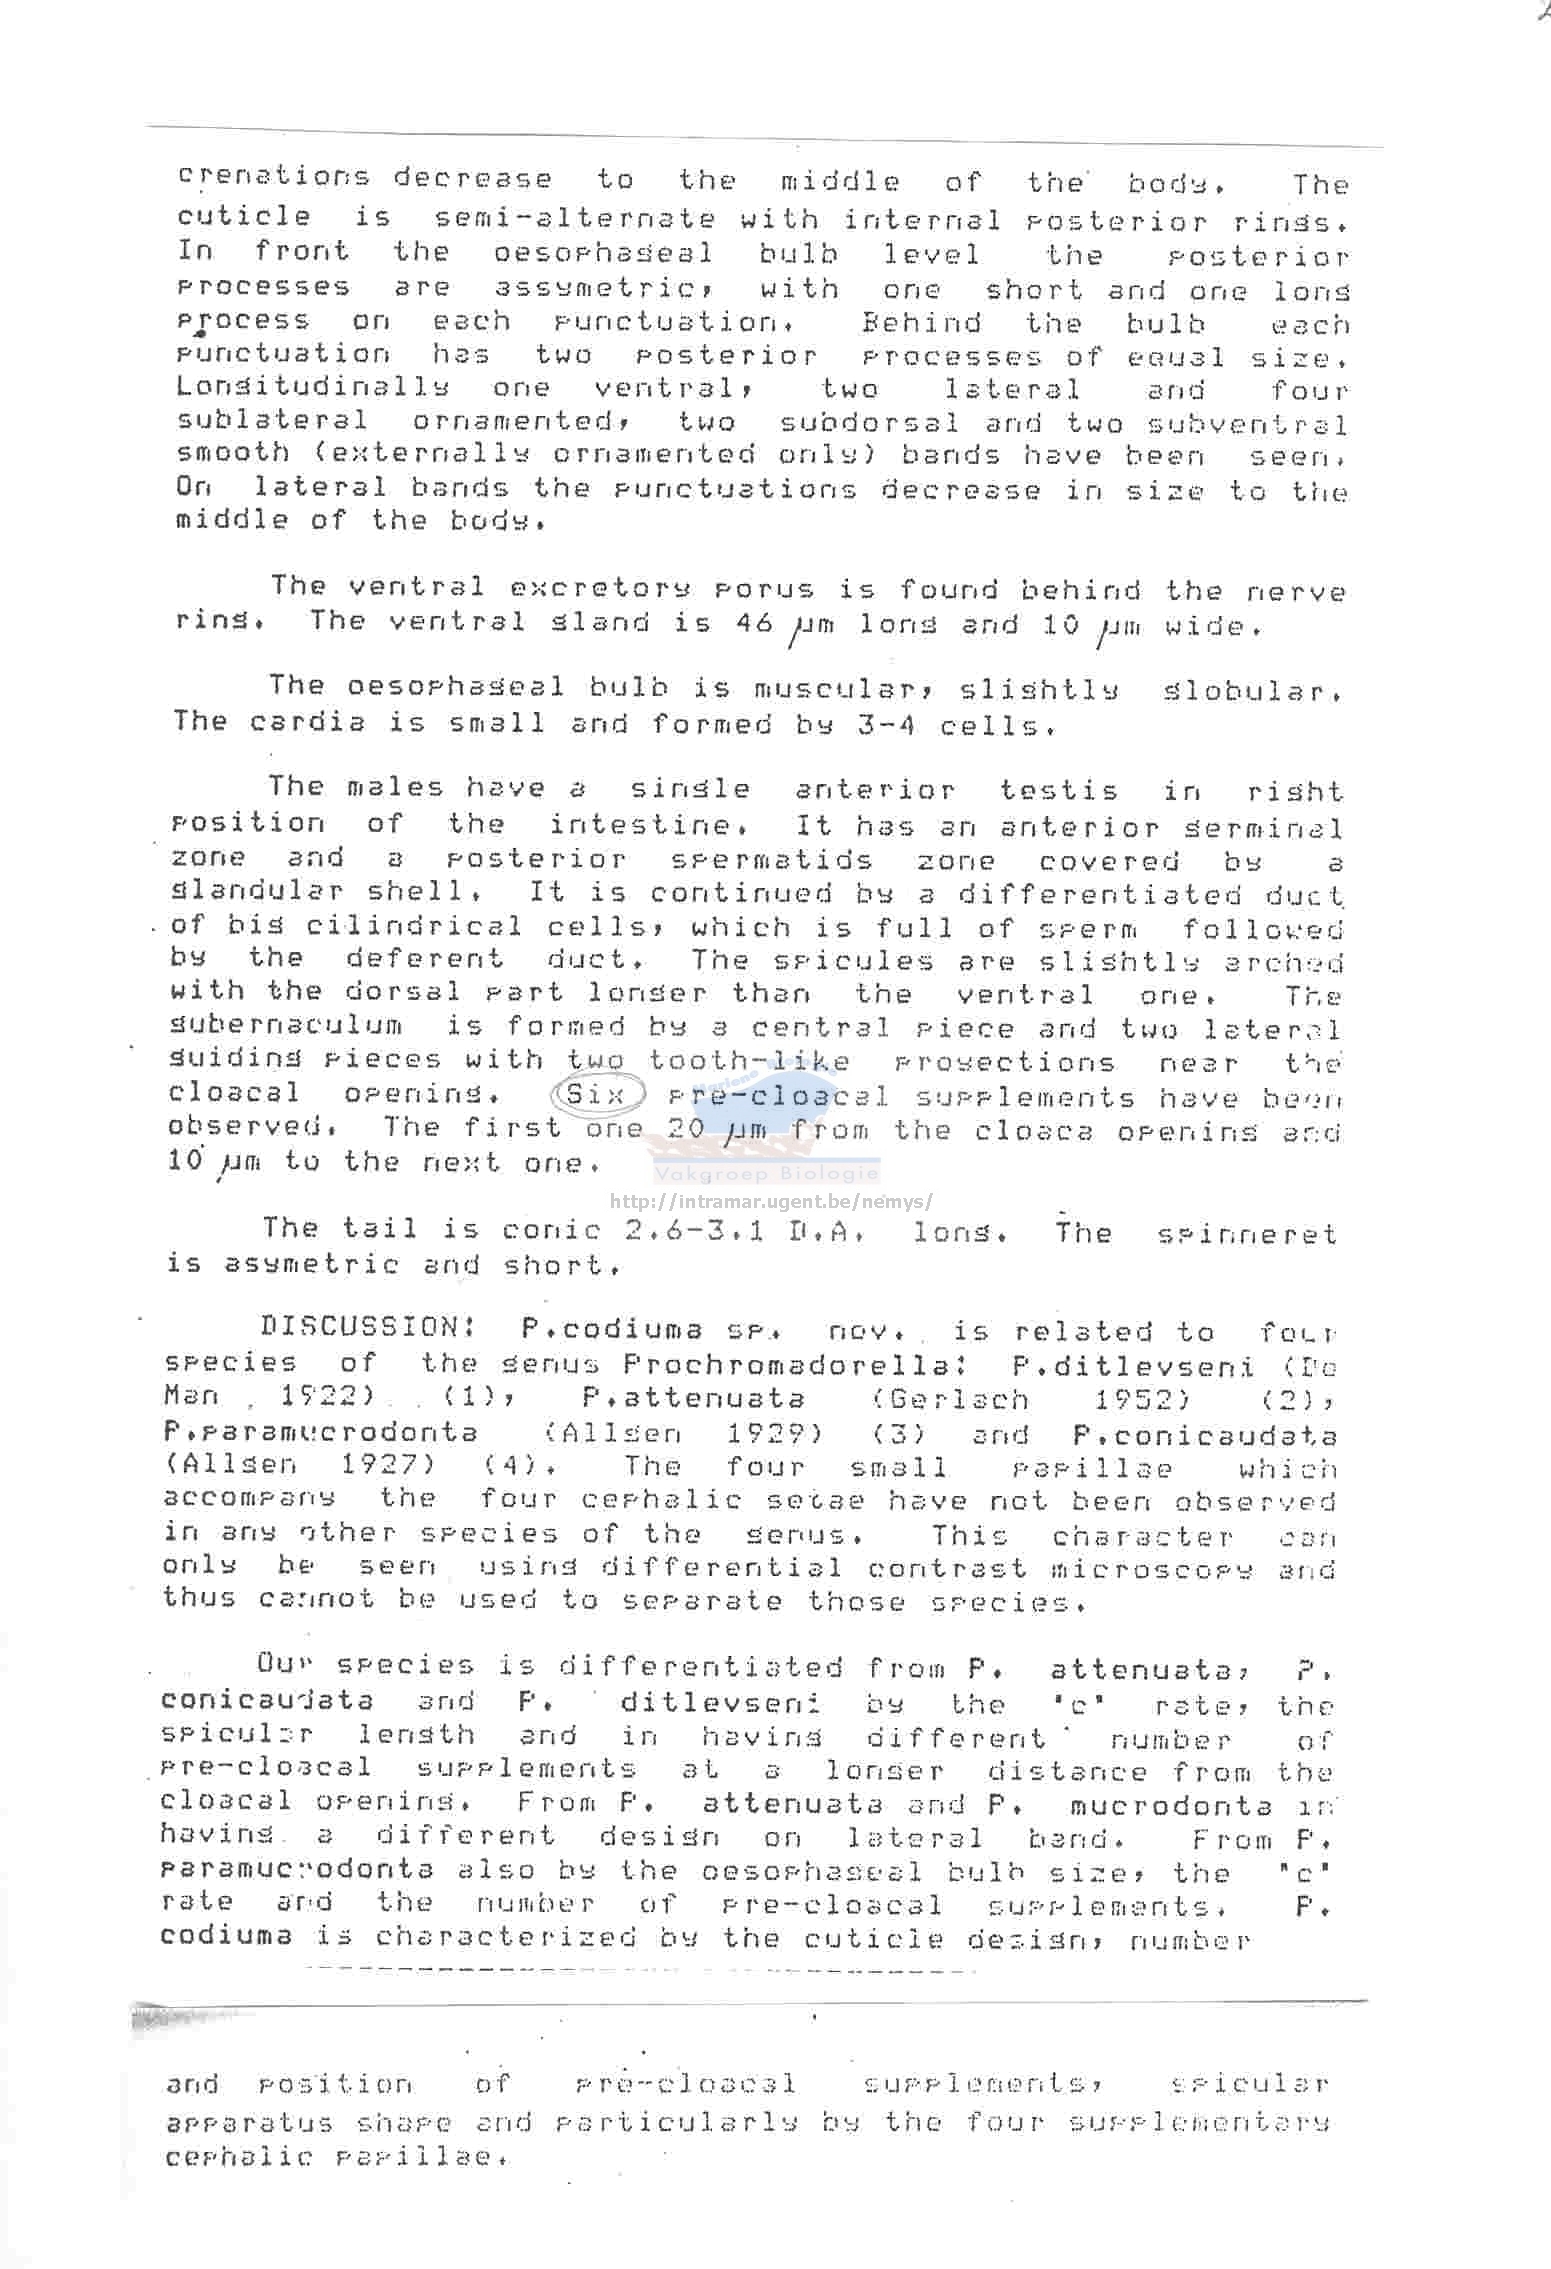 crenations decrease to the middle of the body. The
cuticle is semi-alternate with internal posterior rings.
In front the oesophageal bulb level the posterior
processes are assymetric, with one short and one long
process on each punctuation. Behind the bulb each
punctuation has two posterior processes of equal size.
Longitudinally one ventral, two lateral and four
sublateral ornamented, two subdorsal and two subventral
smooth (externally ornamented only) bands have been seen.
On lateral bands the punctuations decrease in size to the
middle of the body.
The ventral excretory porus is found behind the nerve
ring. The ventral gland is 46 µm long and 10 µm wide.
The oesophageal bulb is muscular, slightly globular.
The cardia is small and formed by 3-4 cells.
The males have a single anterior testis in right
position of the intestine. It has an anterior germinal
zone and a posterior spermatids zone covered by a
glandular shell. It is continued by a differentiated duct
of big cilindrical cells, which is full of sperm followed
by the deferent duct. The spicules are slightly arched
with the dorsal part longer than the ventral one. The
gubernaculum is formed by a central piece and two lateral
guiding pieces with two tooth-like proyections near the
cloacal opening. Six pre-cloacal supplements have been
observed. The first one 20 µm from the cloaca opening and
10 µm to the next one.
Mariene Biologie
Vakgroep Biologie
http://intramar.ugent.be/nemys/
The tail is conic 2.6-3.1 D.A. long. The spinneret
is asymetric and short.
DISCUSSION: P.codiuma sp. nov. is related to four
species of the genus Prochromadorella: P.ditlevseni (De
Man , 1922) (1), P.attenuata (Gerlach 1952) (2),
P.paramucrodonta (Allgen 1929) (3) and P.conicaudata
(Allgen 1927) (4). The four small papillae which
accompany the four cephalic setae have not been observed
in any other species of the genus. This character can
only be seen using differential contrast microscopy and
thus cannot be used to separate those species.
Our species is differentiated from P. attenuata, P.
conicaudata and P. ditlevseni by the "c" rate, the
spicular length and in having different number of
pre-cloacal supplements at a longer distance from the
cloacal opening. From P. attenuata and P. mucrodonta in
having a different design on lateral band. From P.
paramucrodonta also by the oesophageal bulb size, the "c"
rate and the number of pre-cloacal supplements. P.
codiuma is characterized by the cuticle design, number
and position of pre-cloacal supplements, spicular
apparatus shape and particularly by the four supplementary
cephalic papillae.